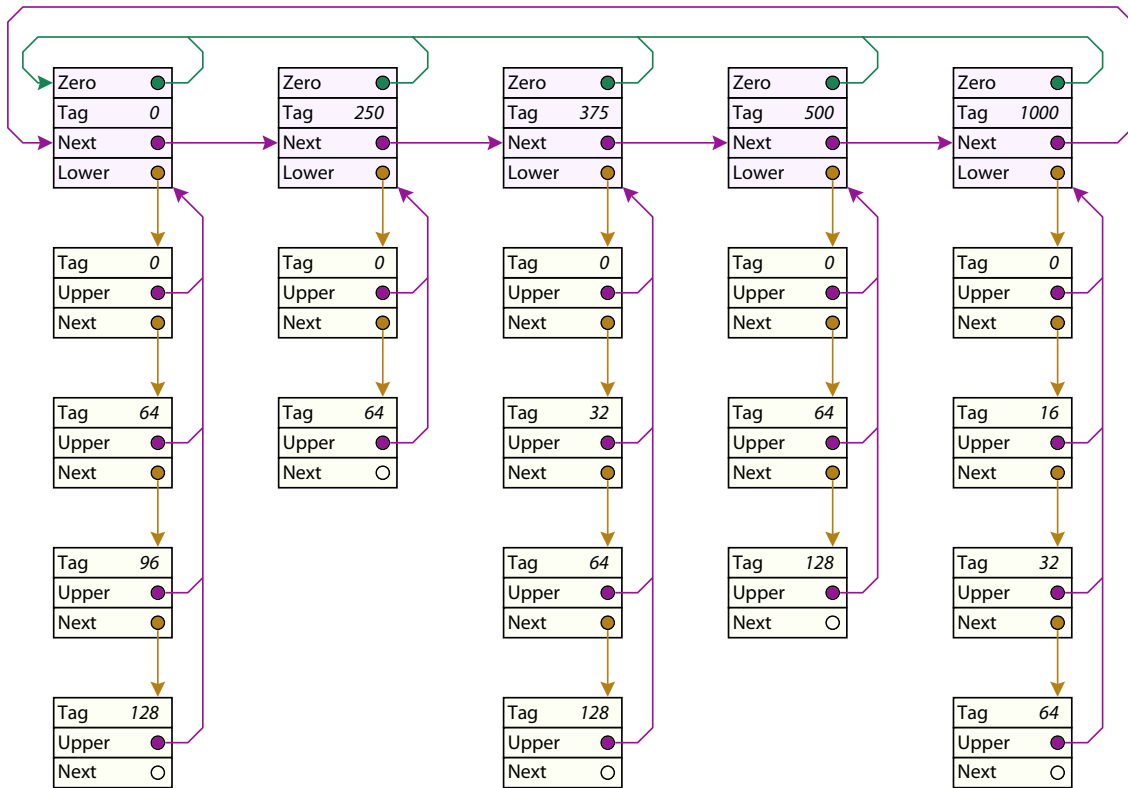 Zero Zero Zero Zero Zero
Tag 0 Tag 250 Tag 375 Tag 500 Tag 1000
Next Next Next Next Next
Lower Lower Lower Lower Lower
Tag 0 Tag 0 Tag 0 Tag 0 Tag 0
Upper Upper Upper Upper Upper
Next Next Next Next Next
Tag 64 Tag 64 Tag 32 Tag 64 Tag 16
Upper Upper Upper Upper Upper
Next Next Next Next Next
Tag 96 Tag 64 Tag 128 Tag 32
Upper Upper Upper Upper
Next Next Next Next
Tag 128 Tag 128 Tag 64
Upper Upper Upper
Next Next Next